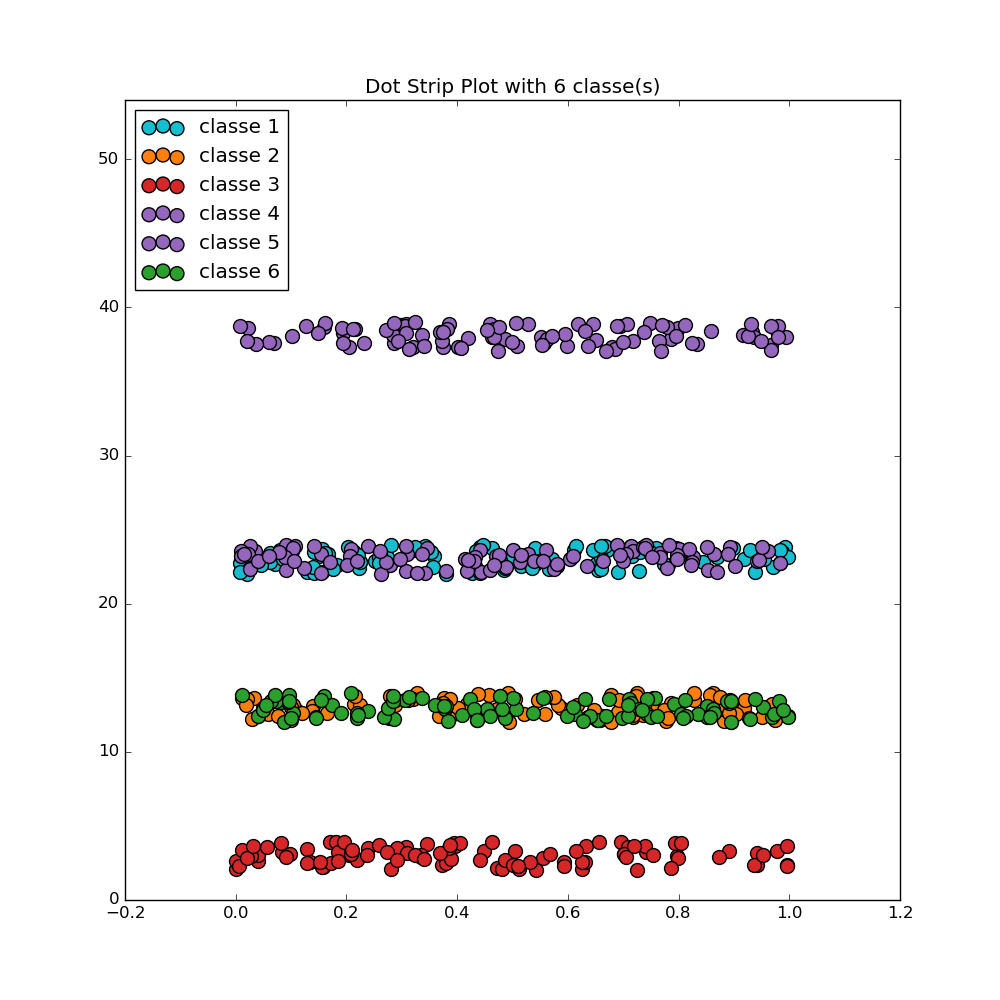 Dot Strip Plot with 6 classe(s)
classe 1
classe 2
classe 3
classe 4
classe 5
classe 6
50
40
30
20
10
0
−0.2 0.0 0.2 0.4 0.6 0.8 1.0 1.2